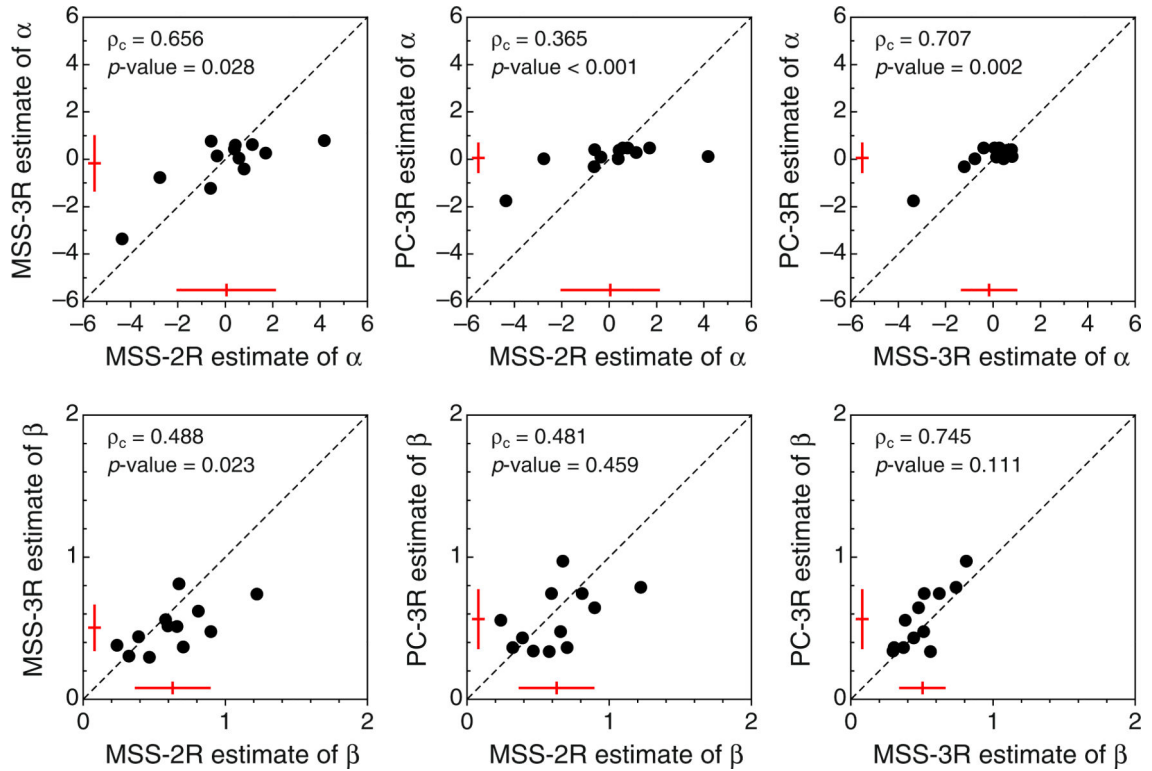 MSS-3R estimate of α
6
4
2
0
−2
−4
−6
ρc = 0.656
p-value = 0.028
−6 −4 −2 0 2 4 6
MSS-2R estimate of α
PC-3R estimate of α
6
4
2
0
−2
−4
−6
ρc = 0.365
p-value < 0.001
−6 −4 −2 0 2 4 6
MSS-2R estimate of α
PC-3R estimate of α
6
4
2
0
−2
−4
−6
ρc = 0.707
p-value = 0.002
−6 −4 −2 0 2 4 6
MSS-3R estimate of α
MSS-3R estimate of β
2
1
0
ρc = 0.488
p-value = 0.023
0 1 2
MSS-2R estimate of β
PC-3R estimate of β
2
1
0
ρc = 0.481
p-value = 0.459
0 1 2
MSS-2R estimate of β
PC-3R estimate of β
2
1
0
ρc = 0.745
p-value = 0.111
0 1 2
MSS-3R estimate of β